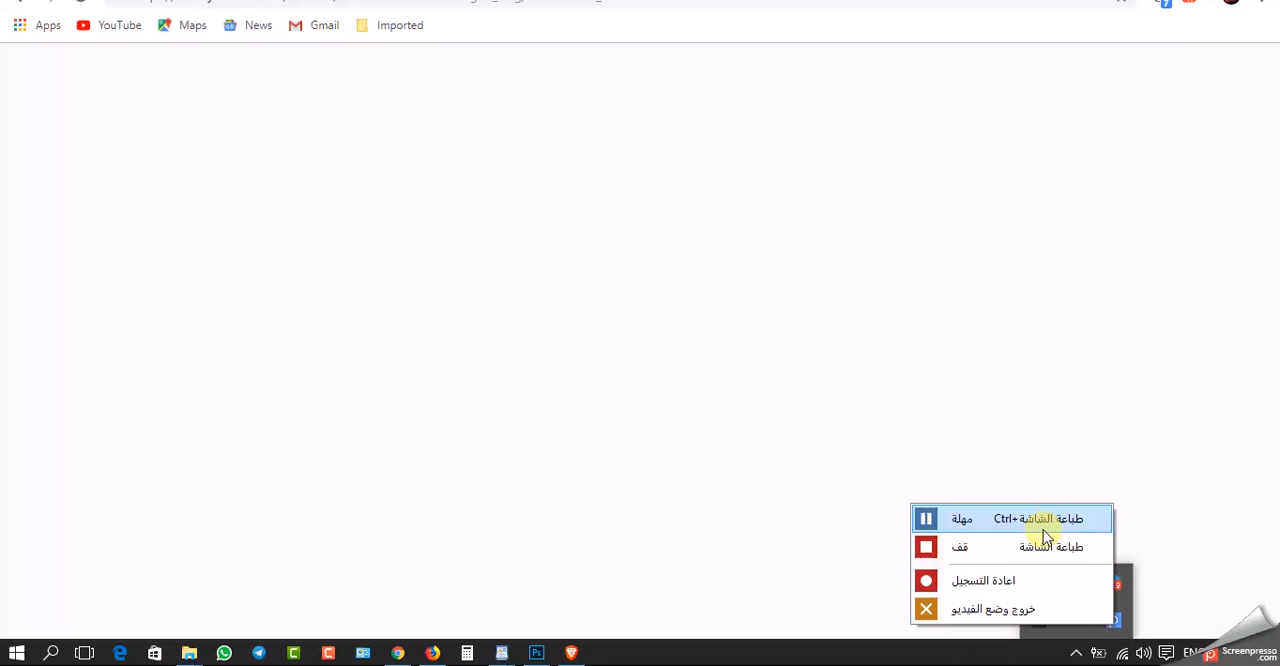 Apps YouTube Maps News Gmail Imported
مهلة Ctrl+طباعة الشاشة
قف طباعة الشاشة
اعادة التسجيل
خروج وضع الفيديو
Screenpresso
.com